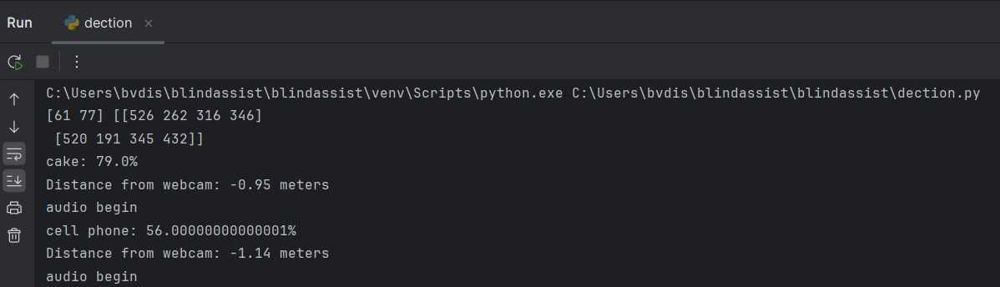 Run dection
C:\Users\bvdis\blindassist\blindassist\venv\Scripts\python.exe C:\Users\bvdis\blindassist\blindassist\dection.py
[61 77] [[526 262 316 346]
 [520 191 345 432]]
cake: 79.0%
Distance from webcam: -0.95 meters
audio begin
cell phone: 56.00000000000001%
Distance from webcam: -1.14 meters
audio begin